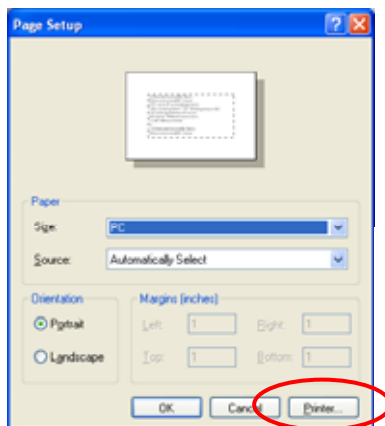 Page Setup
Paper
Size: PC
Source: Automatically Select
Orientation
Portrait
Landscape
Margins (inches)
Left: 1 Right: 1
Top: 1 Bottom: 1
OK Cancel Printer...